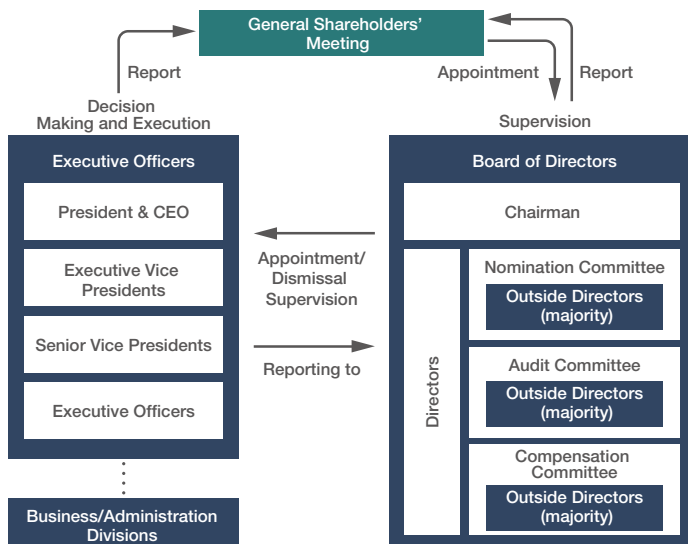 General Shareholders’
Meeting
Report
Appointment
Report
Decision
Making and Execution
Supervision
Executive Officers
President & CEO
Executive Vice
Presidents
Senior Vice Presidents
Executive Officers
Business/Administration
Divisions
Appointment/
Dismissal
Supervision
Reporting to
Board of Directors
Chairman
Directors
Nomination Committee
Outside Directors
(majority)
Audit Committee
Outside Directors
(majority)
Compensation
Committee
Outside Directors
(majority)